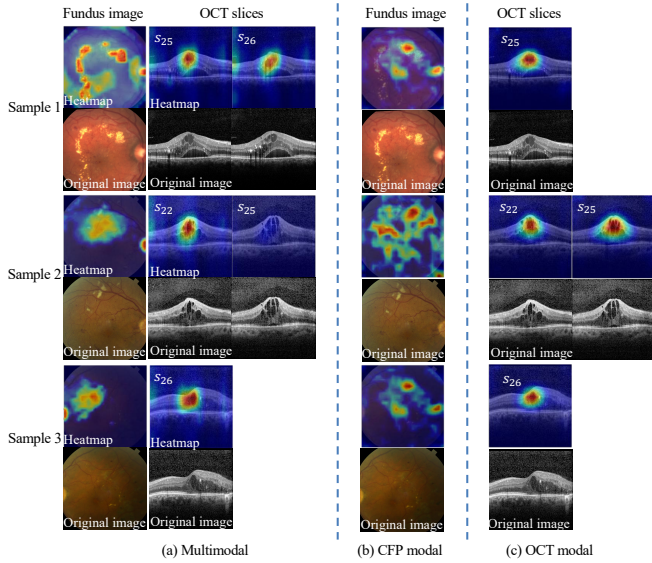 Fundus image OCT slices Fundus image OCT slices
s25 s26 s25
Sample 1
Heatmap Heatmap
Original image Original image Original image Original image
s22 s25 s22 s25
Sample 2
Heatmap Heatmap
Original image Original image Original image
s26 s26
Sample 3
Heatmap Heatmap
Original image Original image Original image Original image
(a) Multimodal (b) CFP modal (c) OCT modal